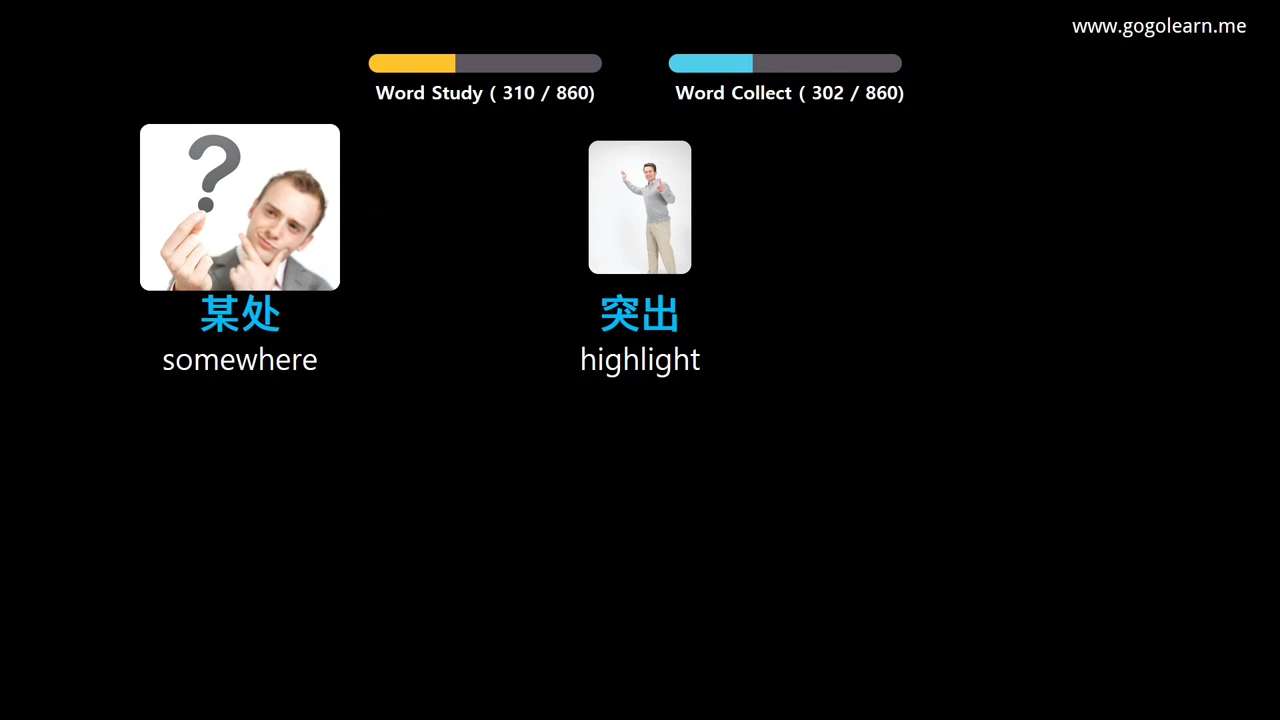 www.gogolearn.me
Word Study ( 310 / 860)
Word Collect ( 302 / 860)
?
某处
突出
somewhere
highlight